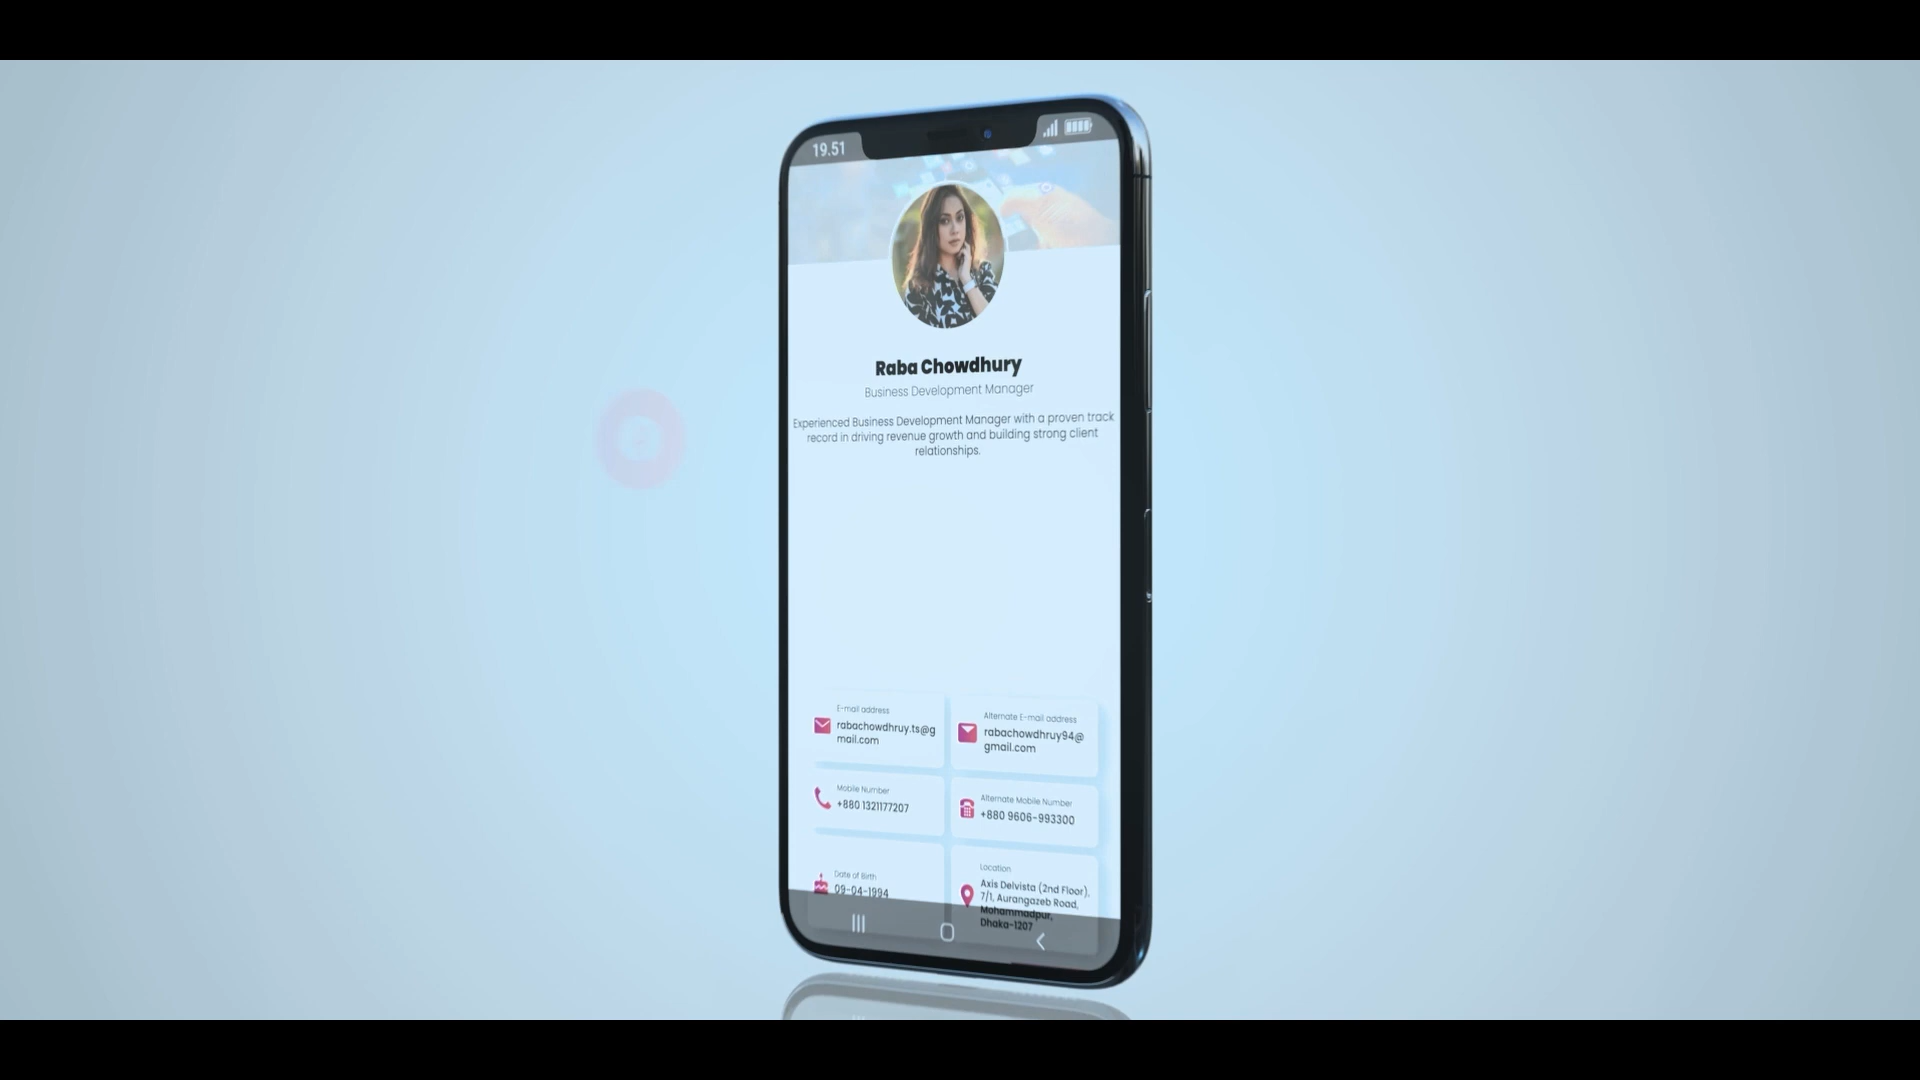 19.51
Raba Chowdhury
Business Development Manager
Experienced Business Development Manager with a proven track
record in driving revenue growth and building strong client
relationships.
E-mail address
rabachowdhruy.ts@g
mail.com
Alternate E-mail address
rabachowdhruy94@
gmail.com
Mobile Number
+880 1321177207
Alternate Mobile Number
+880 9606-993300
Date of Birth
09-04-1994
Location
Axis Delvista (2nd Floor),
7/1, Aurangazeb Road,
Mohammadpur,
Dhaka-1207